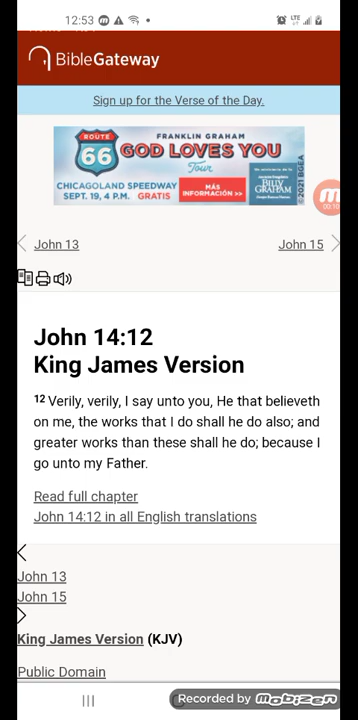 12:53
LTE
BibleGateway
Sign up for the Verse of the Day.
ROUTE
66
FRANKLIN GRAHAM
GOD LOVES YOU
Tour
CHICAGOLAND SPEEDWAY
SEPT. 19, 4 P.M. GRATIS
MÁS
INFORMACIÓN >>
BILLY
GRAHAM
©2021 BGEA
John 13
John 15
John 14:12
King James Version
12 Verily, verily, I say unto you, He that believeth
on me, the works that I do shall he do also; and
greater works than these shall he do; because I
go unto my Father.
Read full chapter
John 14:12 in all English translations
John 13
John 15
King James Version (KJV)
Public Domain
Recorded by mobizen